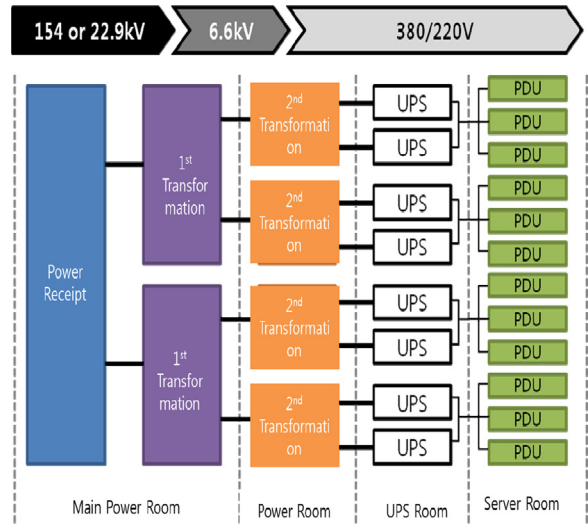 154 or 22.9kV
6.6kV
380/220V
Power
Receipt
1st
Transfor
mation
1st
Transfor
mation
2nd
Transformati
on
2nd
Transformati
on
2nd
Transformati
on
2nd
Transformati
on
UPS
UPS
UPS
UPS
UPS
UPS
UPS
UPS
PDU
PDU
PDU
PDU
PDU
PDU
PDU
PDU
PDU
PDU
PDU
PDU
Main Power Room
Power Room
UPS Room
Server Room